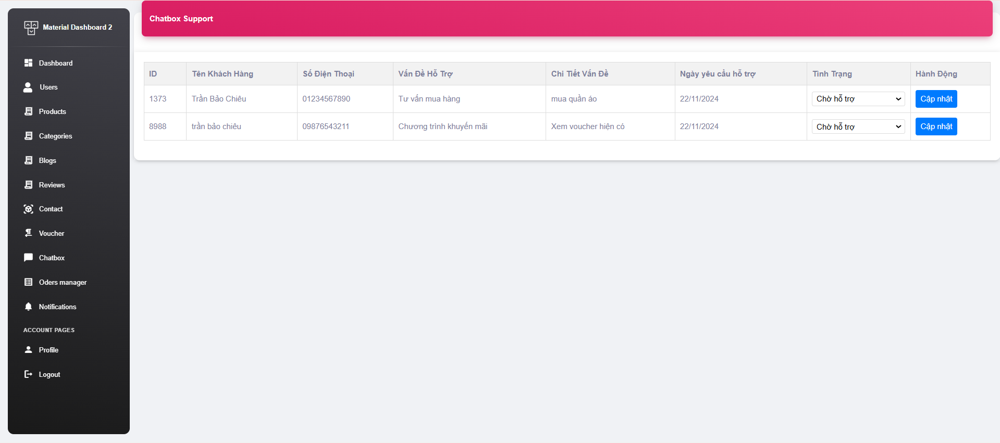 Material Dashboard 2
Dashboard
Users
Products
Categories
Blogs
Reviews
Contact
Voucher
Chatbox
Oders manager
Notifications
ACCOUNT PAGES
Profile
Logout
Chatbox Support
ID Tên Khách Hàng Số Điện Thoại Vấn Đề Hỗ Trợ Chi Tiết Vấn Đề Ngày yêu cầu hỗ trợ Tình Trạng Hành Động
1373 Trần Bảo Chiêu 01234567890 Tư vấn mua hàng mua quần áo 22/11/2024 Chờ hỗ trợ Cập nhật
8988 trần bảo chiêu 09876543211 Chương trình khuyến mãi Xem voucher hiện có 22/11/2024 Chờ hỗ trợ Cập nhật